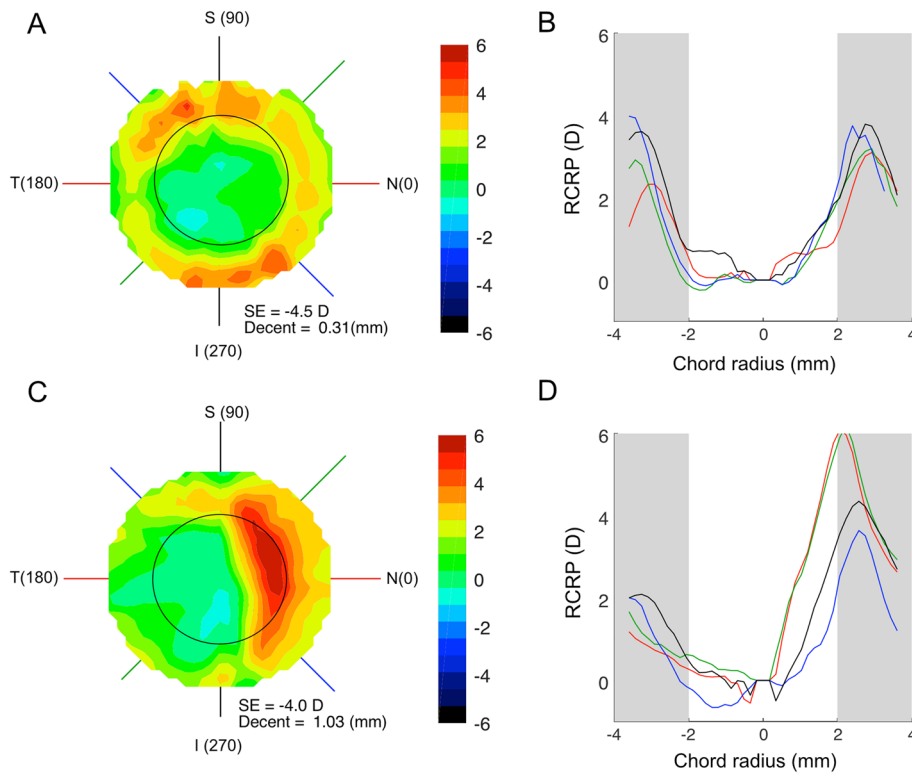 A
S (90)
T(180)
N(0)
SE = -4.5 D
Decent = 0.31(mm)
I (270)
6
4
2
0
-2
-4
-6
B
6
4
2
0
RCRP (D)
-4
-2
0
2
4
Chord radius (mm)
C
S (90)
T(180)
N(0)
SE = -4.0 D
Decent = 1.03 (mm)
I (270)
6
4
2
0
-2
-4
-6
D
6
4
2
0
RCRP (D)
-4
-2
0
2
4
Chord radius (mm)